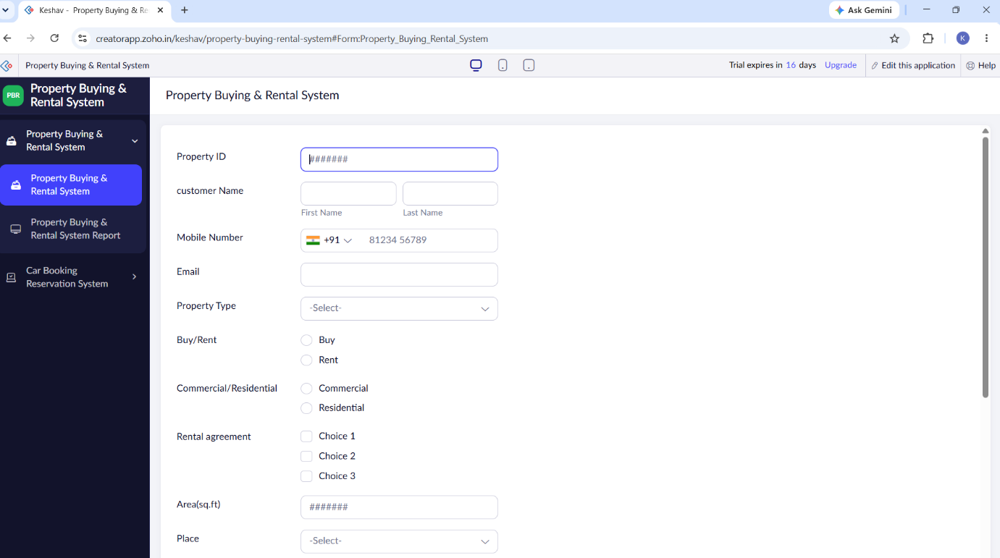 Keshav - Property Buying & Re
Ask Gemini
creatorapp.zoho.in/keshav/property-buying-rental-system#Form:Property_Buying_Rental_System
K
Property Buying & Rental System
Trial expires in 16 days Upgrade
Edit this application
Help
PBR
Property Buying &
Rental System
Property Buying & Rental System
Property Buying &
Rental System
Property Buying &
Rental System
Property Buying &
Rental System Report
Car Booking
Reservation System
Property ID
#######
customer Name
First Name
Last Name
Mobile Number
+91
81234 56789
Email
Property Type
-Select-
Buy/Rent
Buy
Rent
Commercial/Residential
Commercial
Residential
Rental agreement
Choice 1
Choice 2
Choice 3
Area(sq.ft)
#######
Place
-Select-